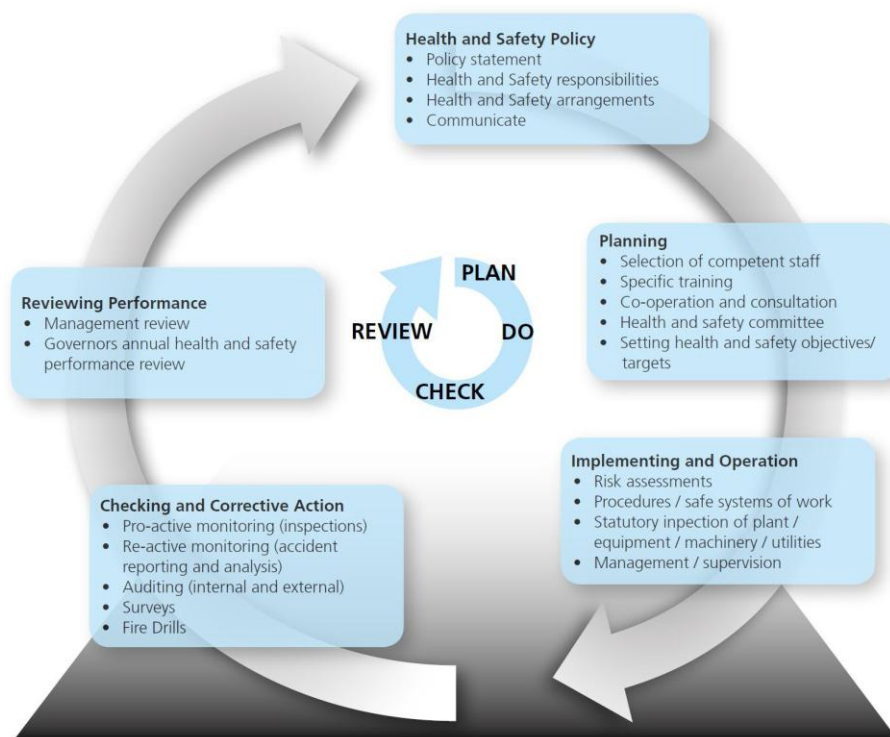 Health and Safety Policy
• Policy statement
• Health and Safety responsibilities
• Health and Safety arrangements
• Communicate
Planning
• Selection of competent staff
• Specific training
• Co-operation and consultation
• Health and safety committee
• Setting health and safety objectives/
targets
Implementing and Operation
• Risk assessments
• Procedures / safe systems of work
• Statutory inpection of plant /
equipment / machinery / utilities
• Management / supervision
Checking and Corrective Action
• Pro-active monitoring (inspections)
• Re-active monitoring (accident
reporting and analysis)
• Auditing (internal and external)
• Surveys
• Fire Drills
Reviewing Performance
• Management review
• Governors annual health and safety
performance review
PLAN
DO
CHECK
REVIEW